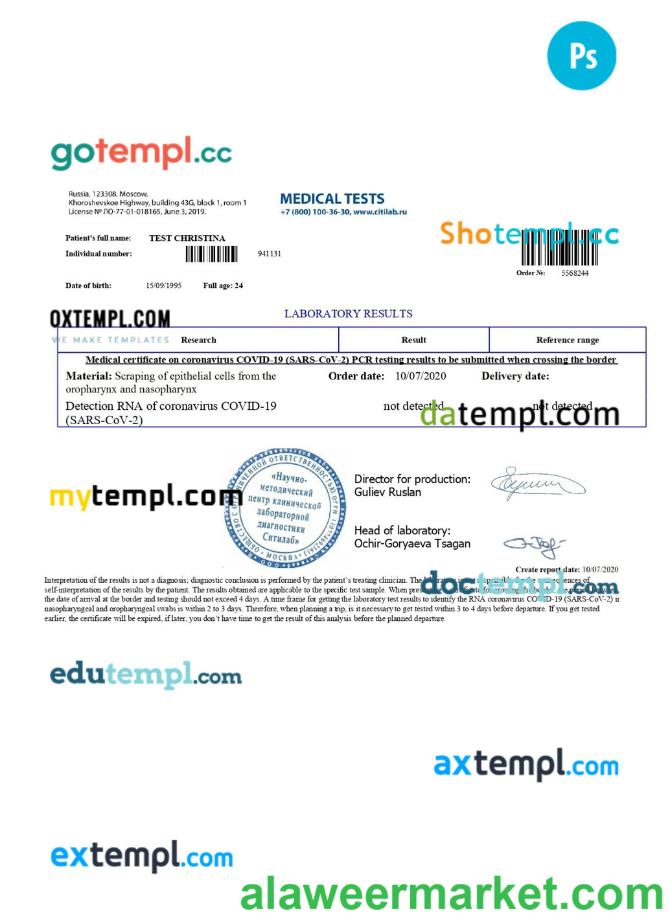 Ps
gotempl.cc
Russia, 123308. Moscow,
Khoroshevskoe Highway, building 43G, block 1, room 1
License № ЛО-77-01-018165, June 3, 2019.
MEDICAL TESTS
+7 (800) 100-36-30, www.citilab.ru
Patient's full name: TEST CHRISTINA
Individual number: 941131
Shotempl.cc
Order №: 5568244
Date of birth: 15/09/1995 Full age: 24
OXTEMPL.COM
WE MAKE TEMPLATES
LABORATORY RESULTS
Research Result Reference range
Medical certificate on coronavirus COVID-19 (SARS-CoV-2) PCR testing results to be submitted when crossing the border
Material: Scraping of epithelial cells from the
oropharynx and nasopharynx
Order date: 10/07/2020 Delivery date:
Detection RNA of coronavirus COVID-19
(SARS-CoV-2)
not detected not detected
datempl.com
mytempl.com
«Научно-
методический
центр клинической
лабораторной
диагностики
Ситилаб»
МОСКВА
Director for production:
Guliev Ruslan
Head of laboratory:
Ochir-Goryaeva Tsagan
Create report date: 10/07/2020
Interpretation of the results is not a diagnosis; diagnostic conclusion is performed by the patient's treating clinician. The
self-interpretation of the results by the patient. The results obtained are applicable to the specific test sample. When
the date of arrival at the border and testing should not exceed 4 days. A time frame for getting the laboratory test results to identify the RNA coronavirus COVID-19 (SARS-CoV-2) in
nasopharyngeal and oropharyngeal swabs is within 2 to 3 days. Therefore, when planning a trip, it is necessary to get tested within 3 to 4 days before departure. If you get tested
earlier, the certificate will be expired, if later, you don't have time to get the result of this analysis before the planned departure.
doctempl.com
edutempl.com
axtempl.com
extempl.com
alaweermarket.com